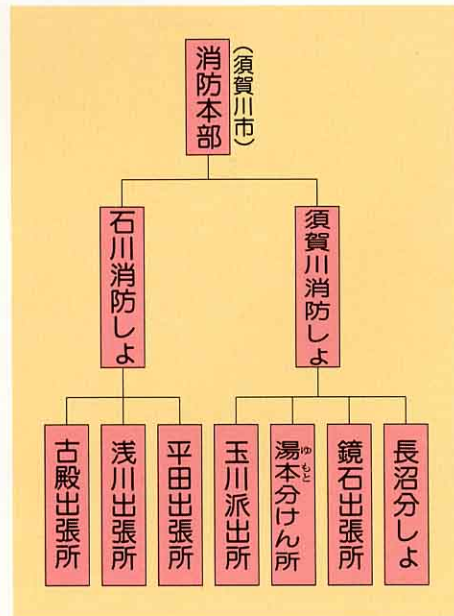 消防本部
(須賀川市)
須賀川消防しょ
石川消防しょ
長沼分しょ
鏡石出張所
湯本分けん所
ゆもと
玉川派出所
平田出張所
浅川出張所
古殿出張所